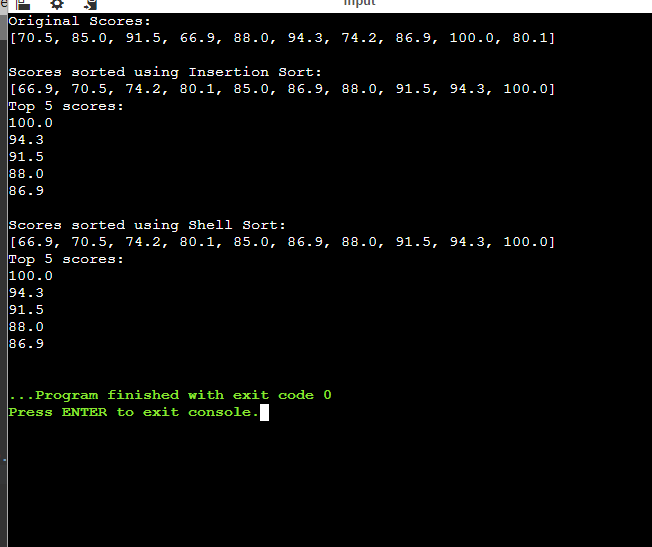 input
Original Scores:
[70.5, 85.0, 91.5, 66.9, 88.0, 94.3, 74.2, 86.9, 100.0, 80.1]
Scores sorted using Insertion Sort:
[66.9, 70.5, 74.2, 80.1, 85.0, 86.9, 88.0, 91.5, 94.3, 100.0]
Top 5 scores:
100.0
94.3
91.5
88.0
86.9
Scores sorted using Shell Sort:
[66.9, 70.5, 74.2, 80.1, 85.0, 86.9, 88.0, 91.5, 94.3, 100.0]
Top 5 scores:
100.0
94.3
91.5
88.0
86.9
...Program finished with exit code 0
Press ENTER to exit console.